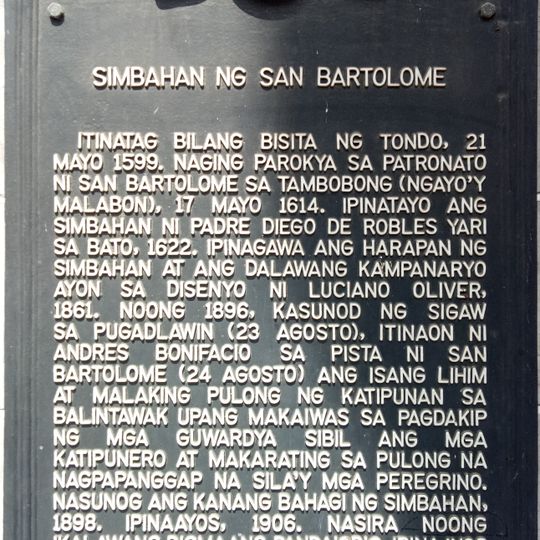 SIMBAHAN NG SAN BARTOLOME
ITINATAG BILANG BISITA NG TONDO, 21
MAYO 1599. NAGING PAROKYA SA PATRONATO
NI SAN BARTOLOME SA TAMBOBONG (NGAYO'Y
MALABON), 17 MAYO 1614. IPINATAYO ANG
SIMBAHAN NI PADRE DIEGO DE ROBLES YARI
SA BATO, 1622. IPINAGAWA ANG HARAPAN NG
SIMBAHAN AT ANG DALAWANG KAMPANARYO
AYON SA DISENYO NI LUCIANO OLIVER,
1861. NOONG 1896, KASUNOD NG SIGAW
SA PUGADLAWIN (23 AGOSTO), ITINAON NI
ANDRES BONIFACIO SA PISTA NI SAN
BARTOLOME (24 AGOSTO) ANG ISANG LIHIM
AT MALAKING PULONG NG KATIPUNAN SA
BALINTAWAK UPANG MAKAIWAS SA PAGDAKIP
NG MGA GUWARDYA SIBIL ANG MGA
KATIPUNERO AT MAKARATING SA PULONG NA
NAGPAPANGGAP NA SILA'Y MGA PEREGRINO.
NASUNOG ANG KANANG BAHAGI NG SIMBAHAN,
1898. IPINAAYOS, 1906. NASIRA NOONG